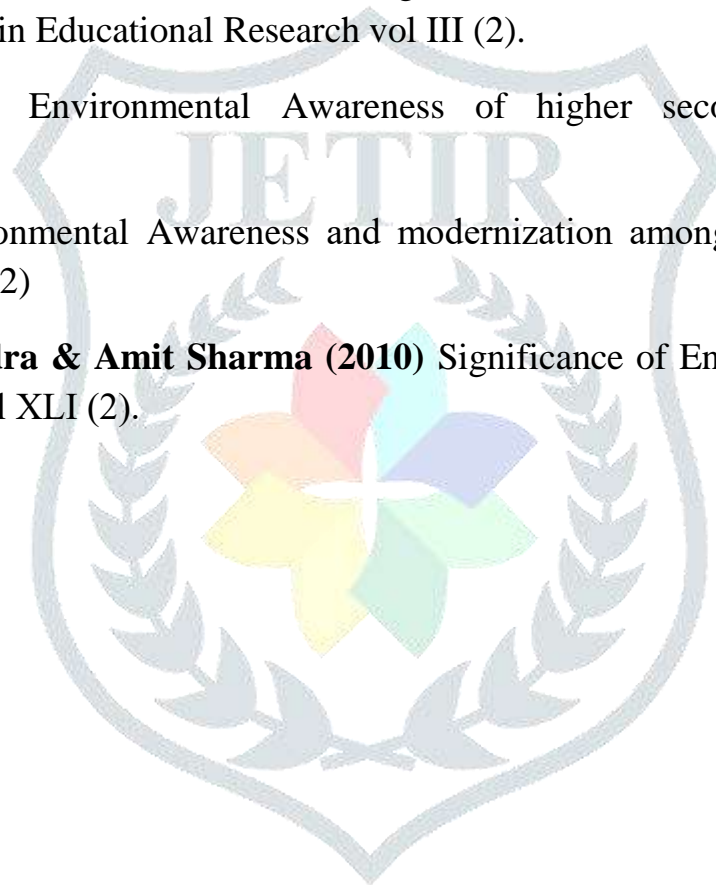 in Educational Research vol III (2).
Environmental Awareness of higher seco
JETIR
onmental Awareness and modernization among
2)
dra & Amit Sharma (2010) Significance of En
l XLI (2).